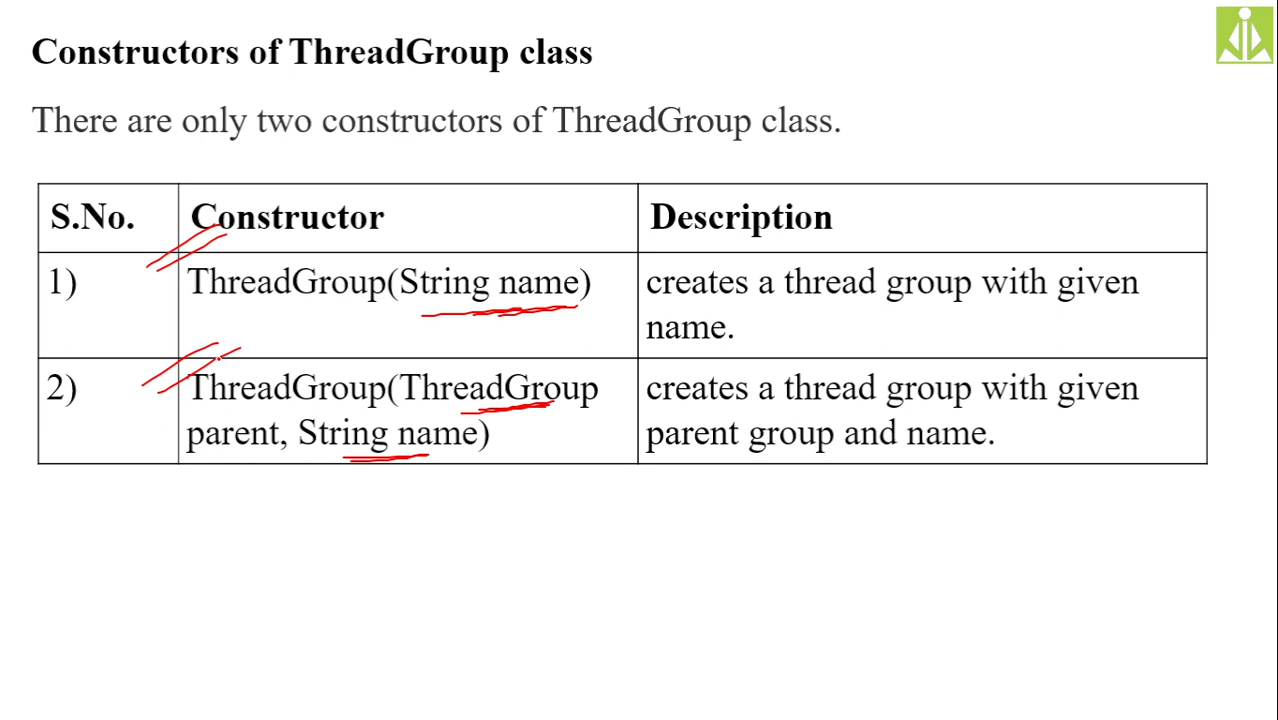 Constructors of ThreadGroup class
There are only two constructors of ThreadGroup class.
S.No. Constructor Description
1) ThreadGroup(String name) creates a thread group with given
name.
2) ThreadGroup(ThreadGroup creates a thread group with given
parent, String name) parent group and name.